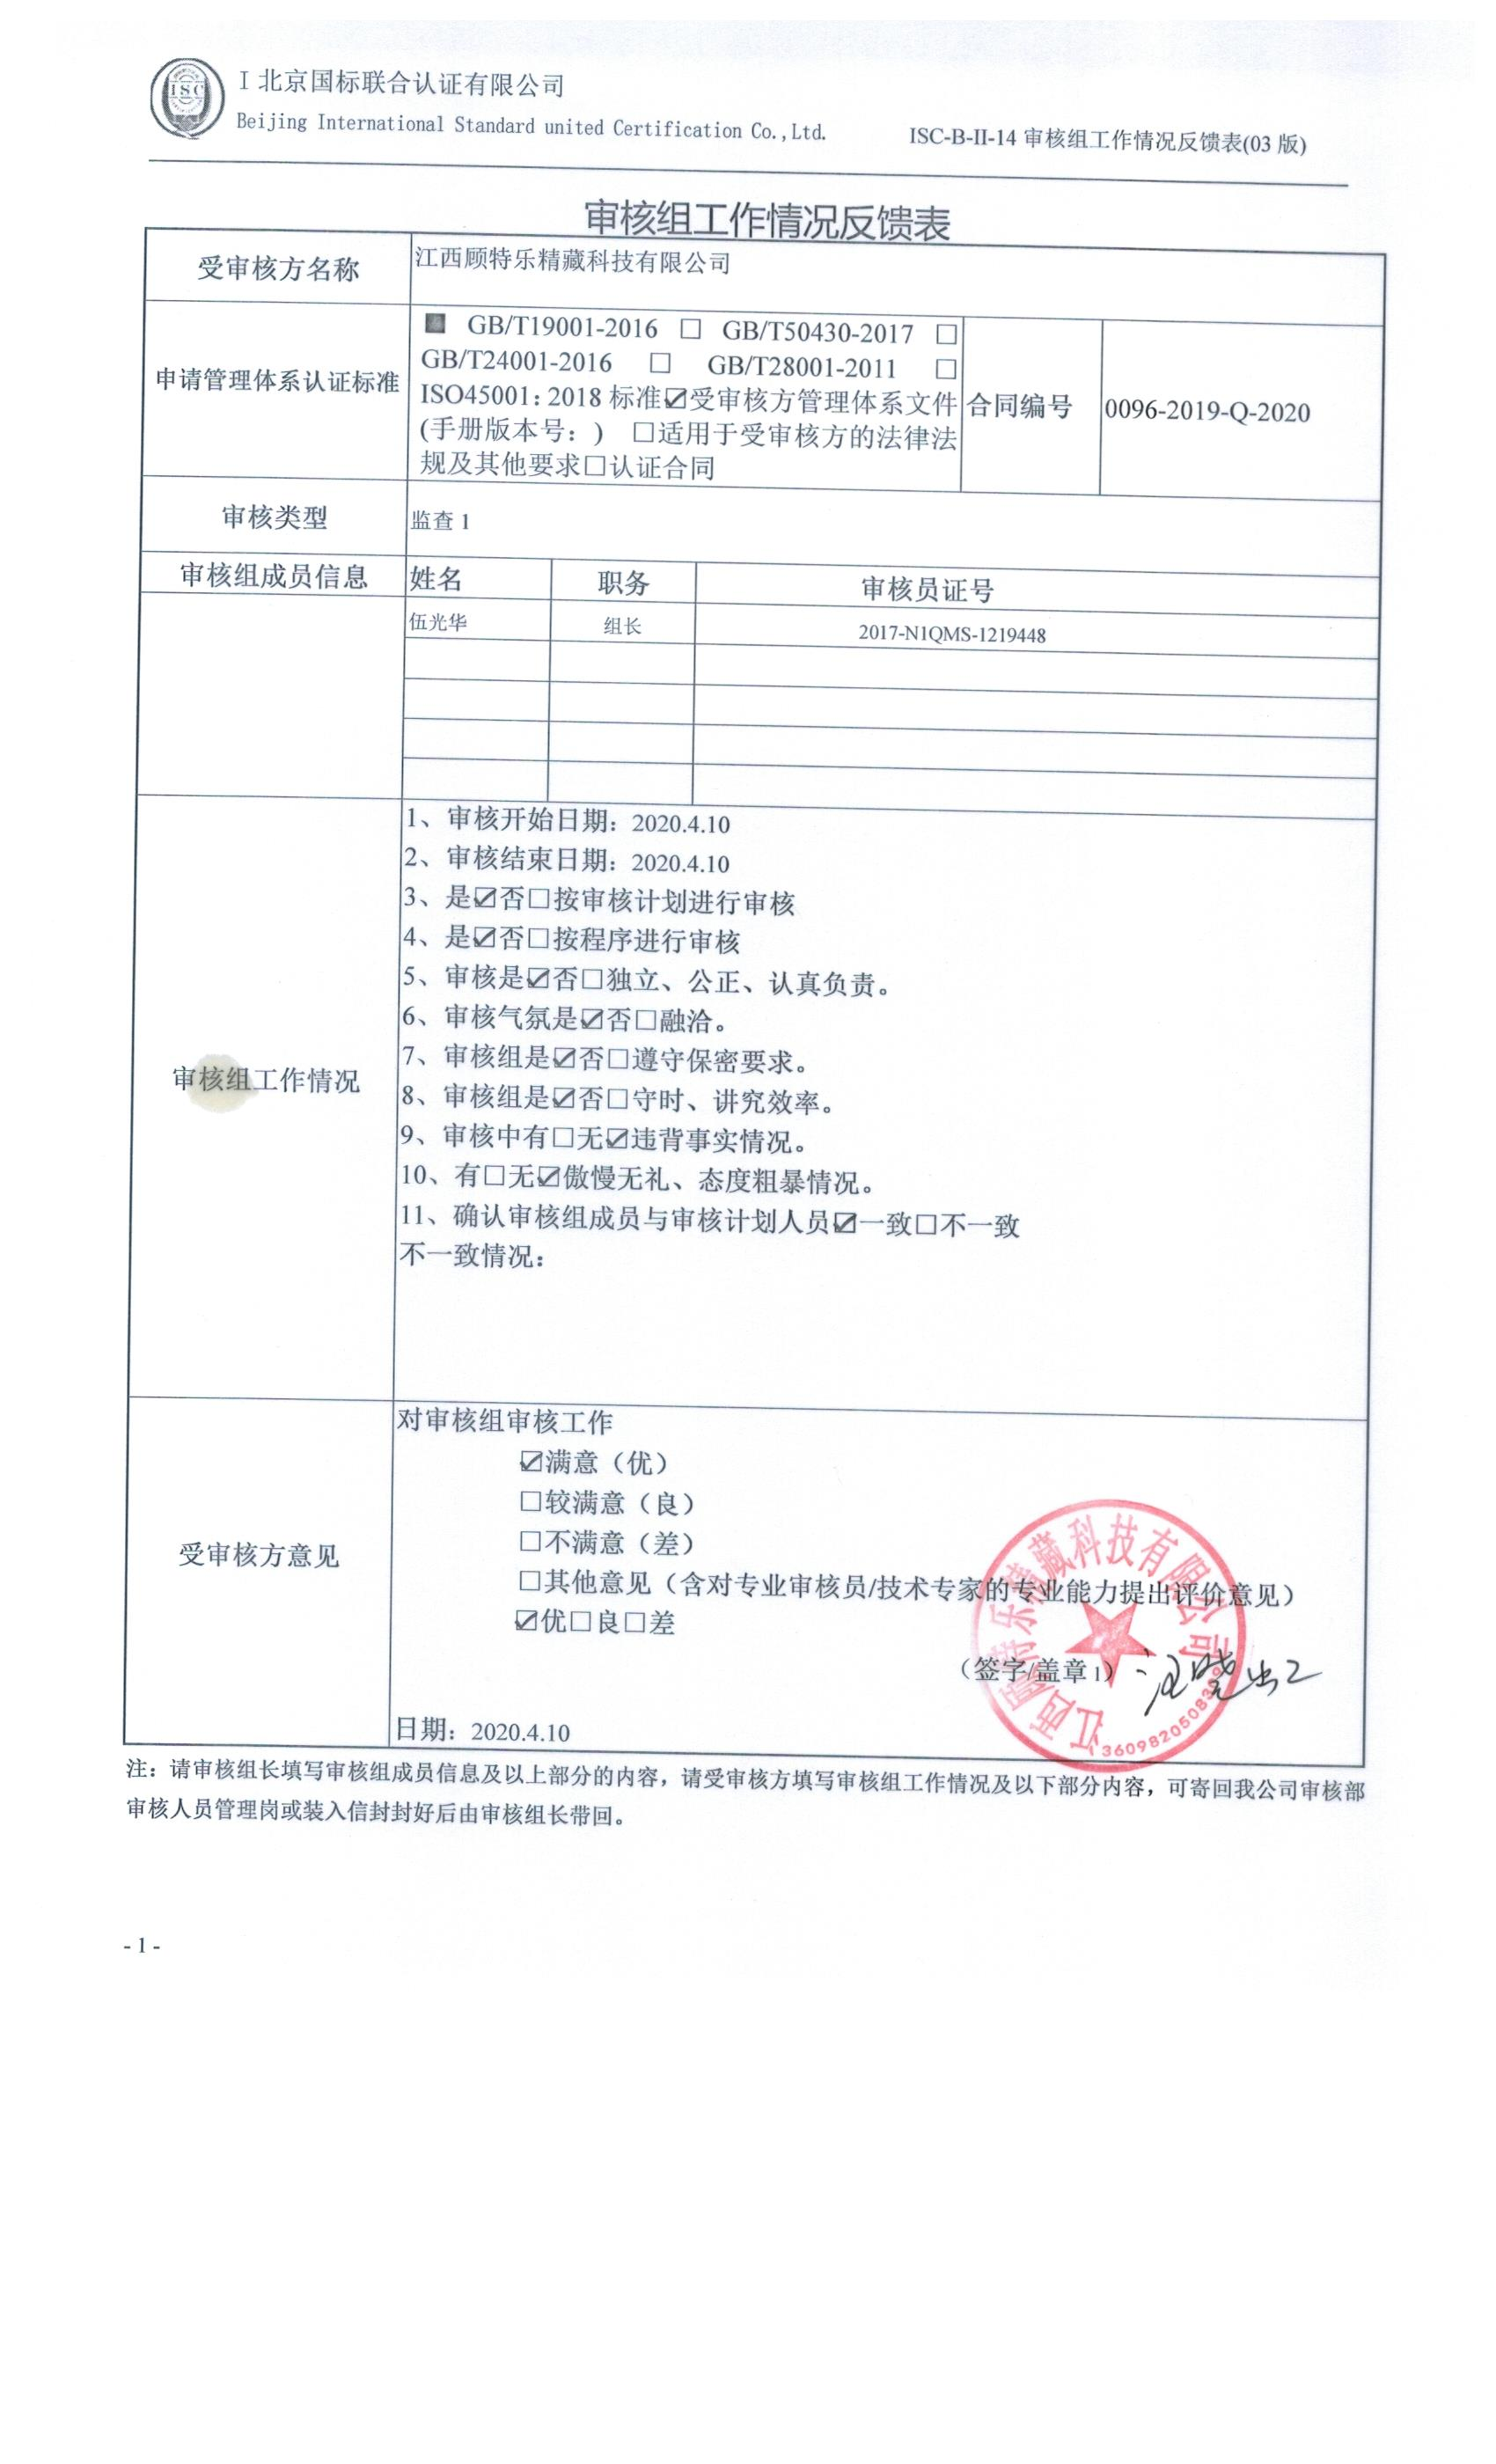 ISC
I 北京国标联合认证有限公司
Beijing International Standard united Certification Co.,Ltd.
ISC-B-II-14 审核组工作情况反馈表(03 版)
审核组工作情况反馈表
受审核方名称
江西顾特乐精藏科技有限公司
申请管理体系认证标准
■ GB/T19001-2016 □ GB/T50430-2017 □
GB/T24001-2016 □ GB/T28001-2011 □
ISO45001: 2018 标准☑受审核方管理体系文件
(手册版本号: ) □适用于受审核方的法律法
规及其他要求□认证合同
合同编号
0096-2019-Q-2020
审核类型
监查 1
审核组成员信息 姓名 职务 审核员证号
伍光华 组长 2017-N1QMS-1219448
审核组工作情况
1、审核开始日期: 2020.4.10
2、审核结束日期: 2020.4.10
3、是☑否□按审核计划进行审核
4、是☑否□按程序进行审核
5、审核是☑否□独立、公正、认真负责。
6、审核气氛是☑否□融洽。
7、审核组是☑否□遵守保密要求。
8、审核组是☑否□守时、讲究效率。
9、审核中有□无☑违背事实情况。
10、有□无☑傲慢无礼、态度粗暴情况。
11、确认审核组成员与审核计划人员☑一致□不一致
不一致情况:
受审核方意见
对审核组审核工作
☑满意（优）
□较满意（良）
□不满意（差）
□其他意见（含对专业审核员/技术专家的专业能力提出评价意见）
☑优□良□差
（签字/盖章 1）
江西顾特乐精藏科技有限公司
日期: 2020.4.10
注: 请审核组长填写审核组成员信息及以上部分的内容，请受审核方填写审核组工作情况及以下部分内容，可寄回我公司审核部
审核人员管理岗或装入信封封好后由审核组长带回。
- 1 -